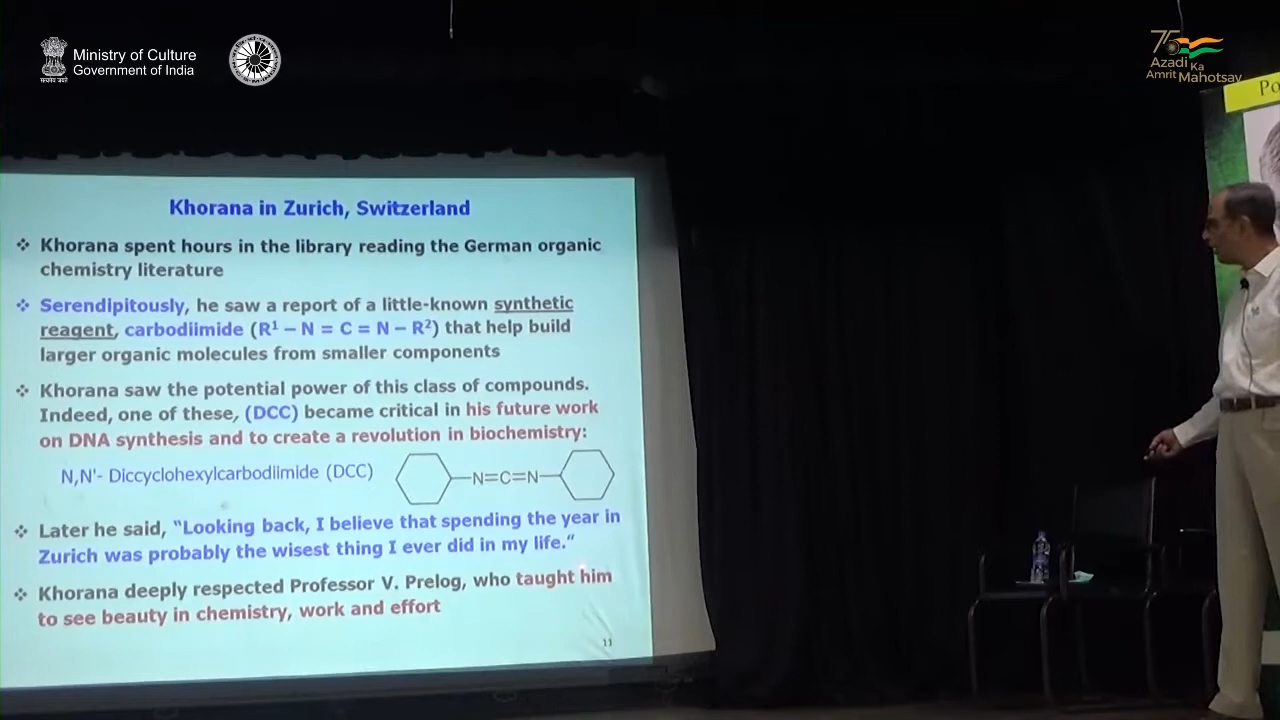 Ministry of Culture
Government of India
सत्यमेव जयते
75
Azadi Ka
Amrit Mahotsav
Po
Khorana in Zurich, Switzerland
❖ Khorana spent hours in the library reading the German organic
chemistry literature
❖ Serendipitously, he saw a report of a little-known synthetic
reagent, carbodiimide (R¹ – N = C = N – R²) that help build
larger organic molecules from smaller components
❖ Khorana saw the potential power of this class of compounds.
Indeed, one of these, (DCC) became critical in his future work
on DNA synthesis and to create a revolution in biochemistry:
N,N'- Diccyclohexylcarbodiimide (DCC)
N=C=N
❖ Later he said, “Looking back, I believe that spending the year in
Zurich was probably the wisest thing I ever did in my life.”
❖ Khorana deeply respected Professor V. Prelog, who taught him
to see beauty in chemistry, work and effort
11